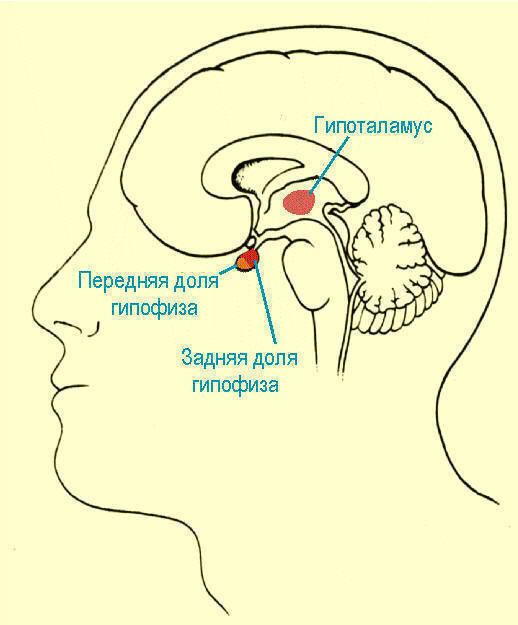 Гипоталамус
Передняя доля
гипофиза
Задняя доля
гипофиза